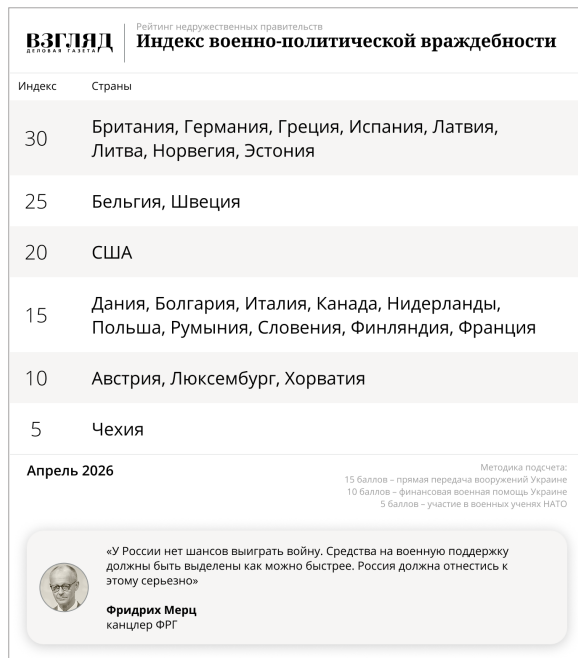 ВЗГЛЯД
ДЕЛОВАЯ ГАЗЕТА
Рейтинг недружественных правительств
Индекс военно-политической враждебности
Индекс Страны
30 Британия, Германия, Греция, Испания, Латвия,
Литва, Норвегия, Эстония
25 Бельгия, Швеция
20 США
15 Дания, Болгария, Италия, Канада, Нидерланды,
Польша, Румыния, Словения, Финляндия, Франция
10 Австрия, Люксембург, Хорватия
5 Чехия
Апрель 2026
Методика подсчета:
15 баллов – прямая передача вооружений Украине
10 баллов – финансовая военная помощь Украине
5 баллов – участие в военных ученях НАТО
«У России нет шансов выиграть войну. Средства на военную поддержку
должны быть выделены как можно быстрее. Россия должна отнестись к
этому серьезно»
Фридрих Мерц
канцлер ФРГ